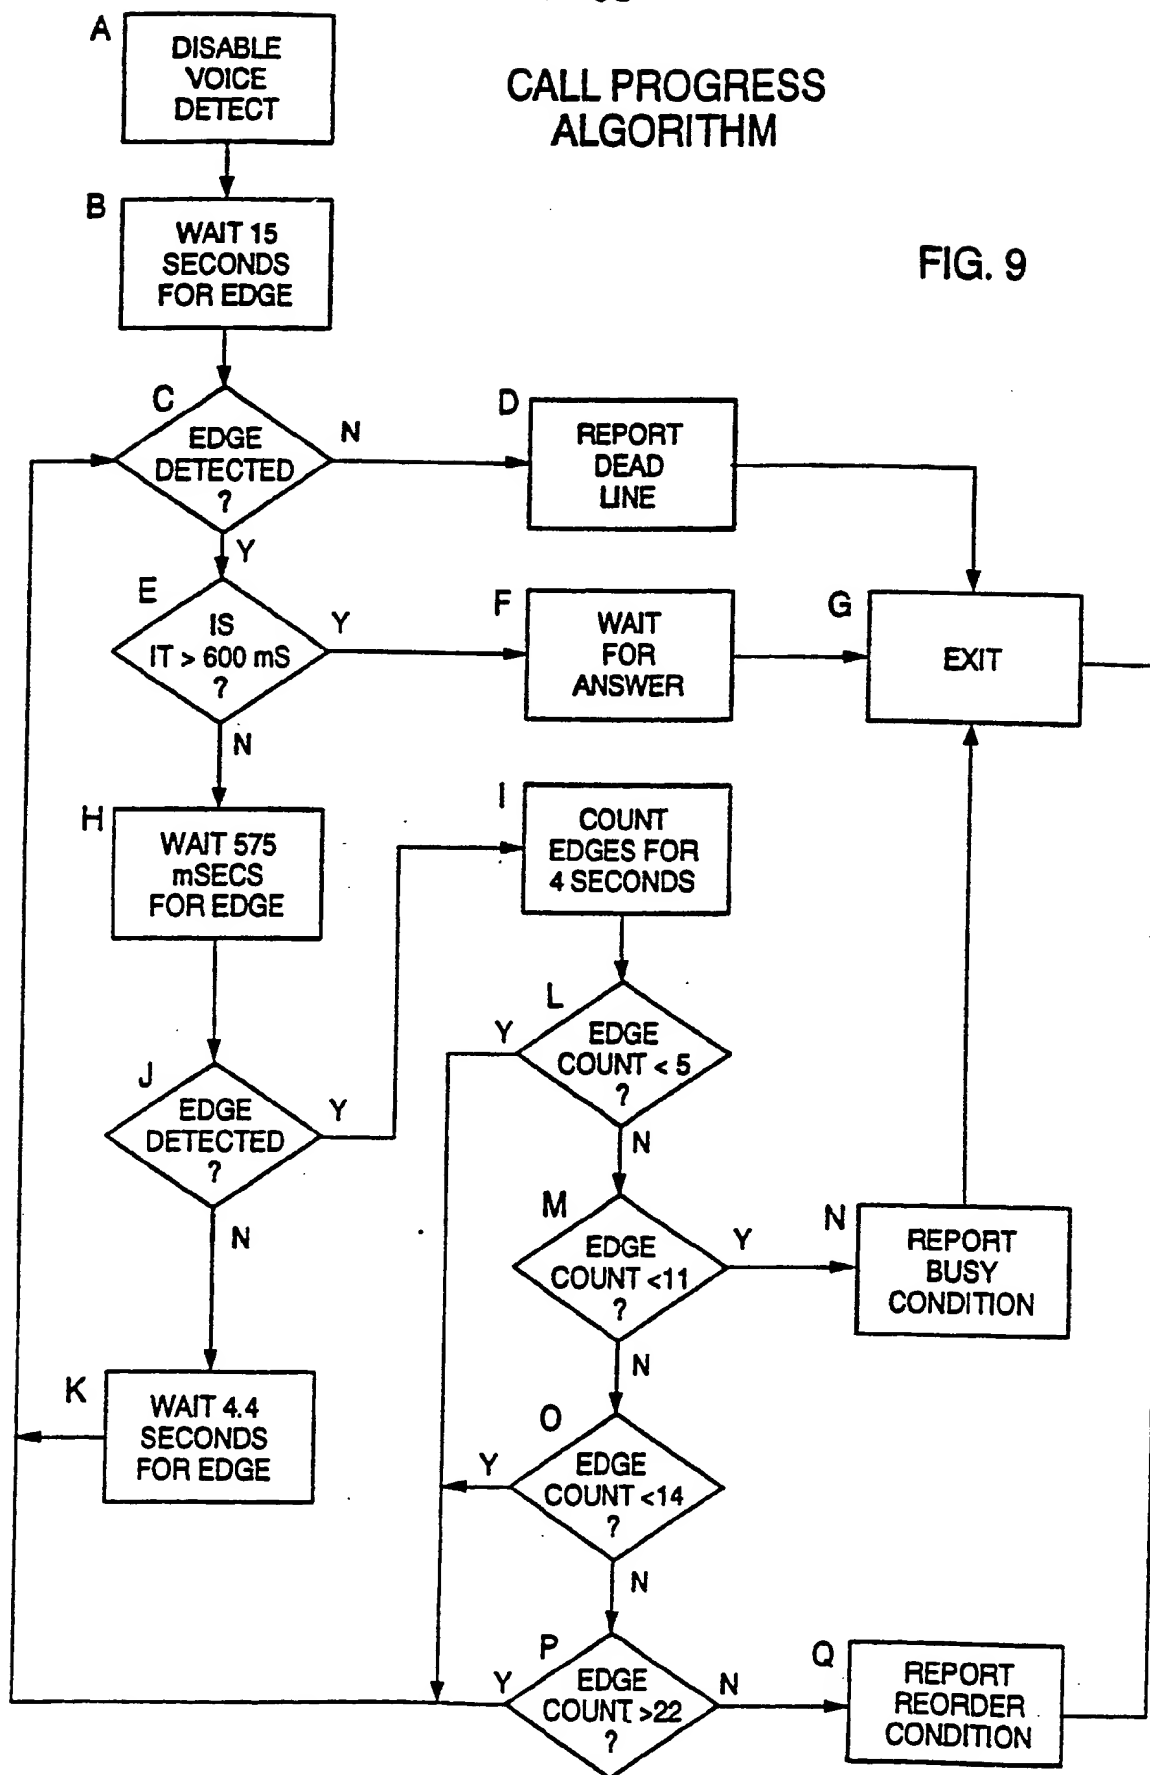 CALL PROGRESS
ALGORITHM
FIG. 9
A
DISABLE
VOICE
DETECT
B
WAIT 15
SECONDS
FOR EDGE
C
EDGE
DETECTED
?
N
Y
D
REPORT
DEAD
LINE
E
IS
IT > 600 mS
?
Y
N
F
WAIT
FOR
ANSWER
G
EXIT
H
WAIT 575
mSECS
FOR EDGE
I
COUNT
EDGES FOR
4 SECONDS
J
EDGE
DETECTED
?
Y
N
K
WAIT 4.4
SECONDS
FOR EDGE
L
EDGE
COUNT < 5
?
Y
N
M
EDGE
COUNT <11
?
Y
N
N
REPORT
BUSY
CONDITION
O
EDGE
COUNT <14
?
Y
N
P
EDGE
COUNT >22
?
Y
N
Q
REPORT
REORDER
CONDITION